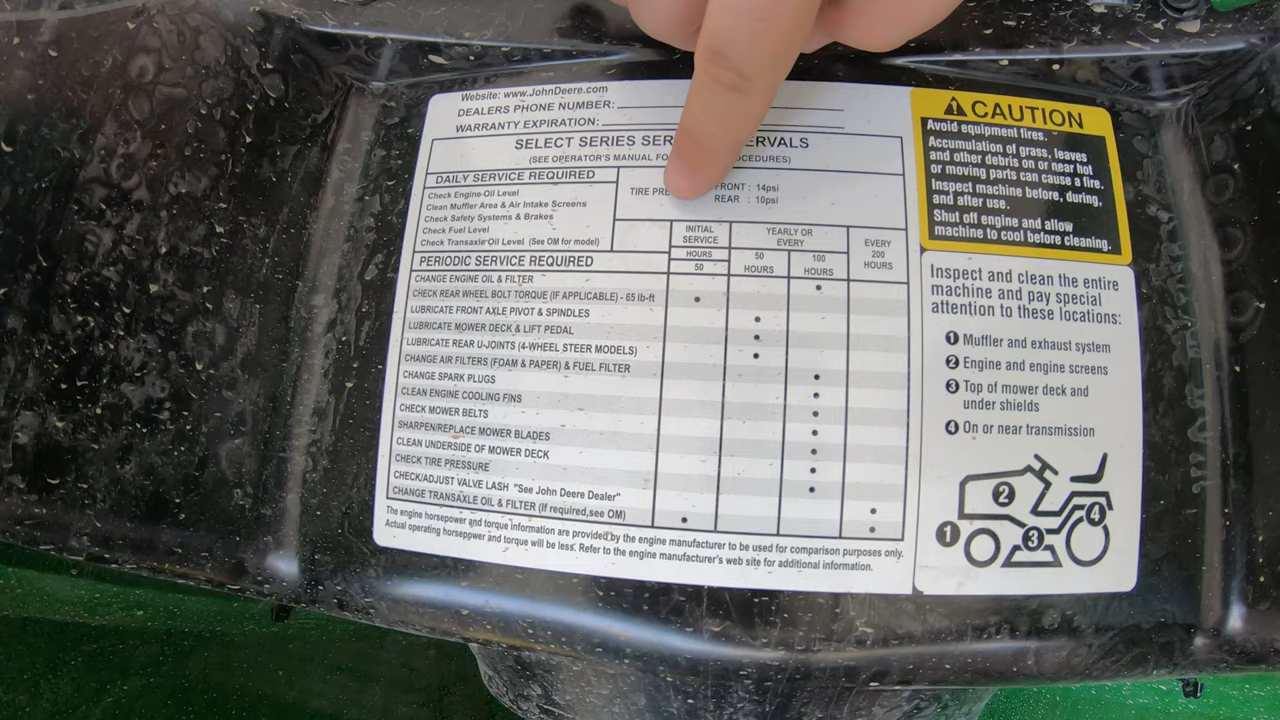 Website: www.JohnDeere.com
DEALERS PHONE NUMBER:
WARRANTY EXPIRATION:
SELECT SERIES
(SEE OPERATOR'S MANUAL
DAILY SERVICE REQUIRED
Check Engine-Oil Level
Clean Muffler Area & Air Intake Screens
Check Safety Systems & Brakes
Check Fuel Level
Check Transaxle Oil Level (See OM for model)
TIRE
FRONT : 14psi
REAR : 10psi
INITIAL SERVICE
YEARLY OR EVERY
EVERY 200 HOURS
HOURS
50
50 HOURS
100 HOURS
PERIODIC SERVICE REQUIRED
CHANGE ENGINE OIL & FILTER
CHECK REAR WHEEL BOLT TORQUE (IF APPLICABLE) - 65 lb-ft
LUBRICATE FRONT AXLE PIVOT & SPINDLES
LUBRICATE MOWER DECK & LIFT PEDAL
LUBRICATE REAR U-JOINTS (4-WHEEL STEER MODELS)
CHANGE AIR FILTERS (FOAM & PAPER) & FUEL FILTER
CHANGE SPARK PLUGS
CLEAN ENGINE COOLING FINS
CHECK MOWER BELTS
SHARPEN/REPLACE MOWER BLADES
CLEAN UNDERSIDE OF MOWER DECK
CHECK TIRE PRESSURE
CHECK/ADJUST VALVE LASH "See John Deere Dealer"
CHANGE TRANSAXLE OIL & FILTER (If required,see OM)
The engine horsepower and torque information are provided by the engine manufacturer to be used for comparison purposes only.
Actual operating horsepower and torque will be less. Refer to the engine manufacturer's web site for additional information.
CAUTION
Avoid equipment fires.
Accumulation of grass, leaves
and other debris on or near hot
or moving parts can cause a fire.
Inspect machine before, during,
and after use.
Shut off engine and allow
machine to cool before cleaning.
Inspect and clean the entire
machine and pay special
attention to these locations:
1 Muffler and exhaust system
2 Engine and engine screens
3 Top of mower deck and
under shields
4 On or near transmission
2
4
1
3